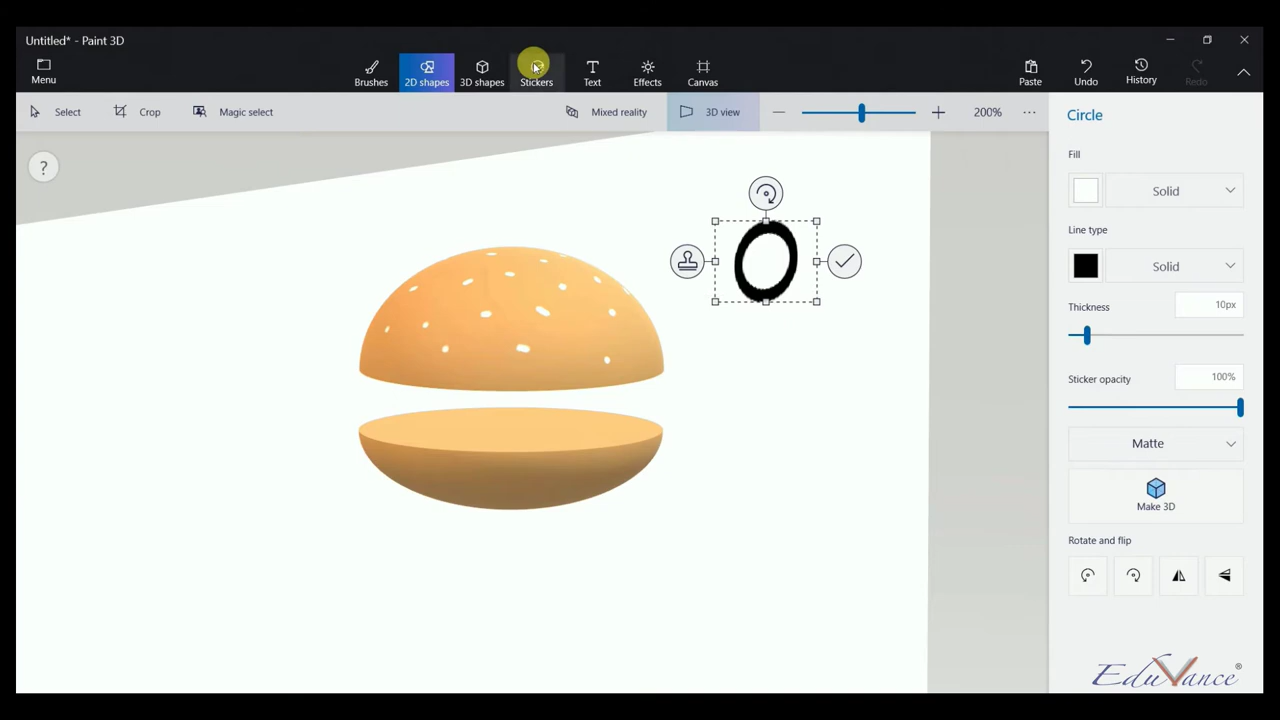 Untitled* - Paint 3D
Menu
Brushes
2D shapes
3D shapes
Stickers
Text
Effects
Canvas
Paste
Undo
History
Redo
Select
Crop
Magic select
Mixed reality
3D view
200%
?
Circle
Fill
Solid
Line type
Solid
Thickness
10px
Sticker opacity
100%
Matte
Make 3D
Rotate and flip
EduVance®